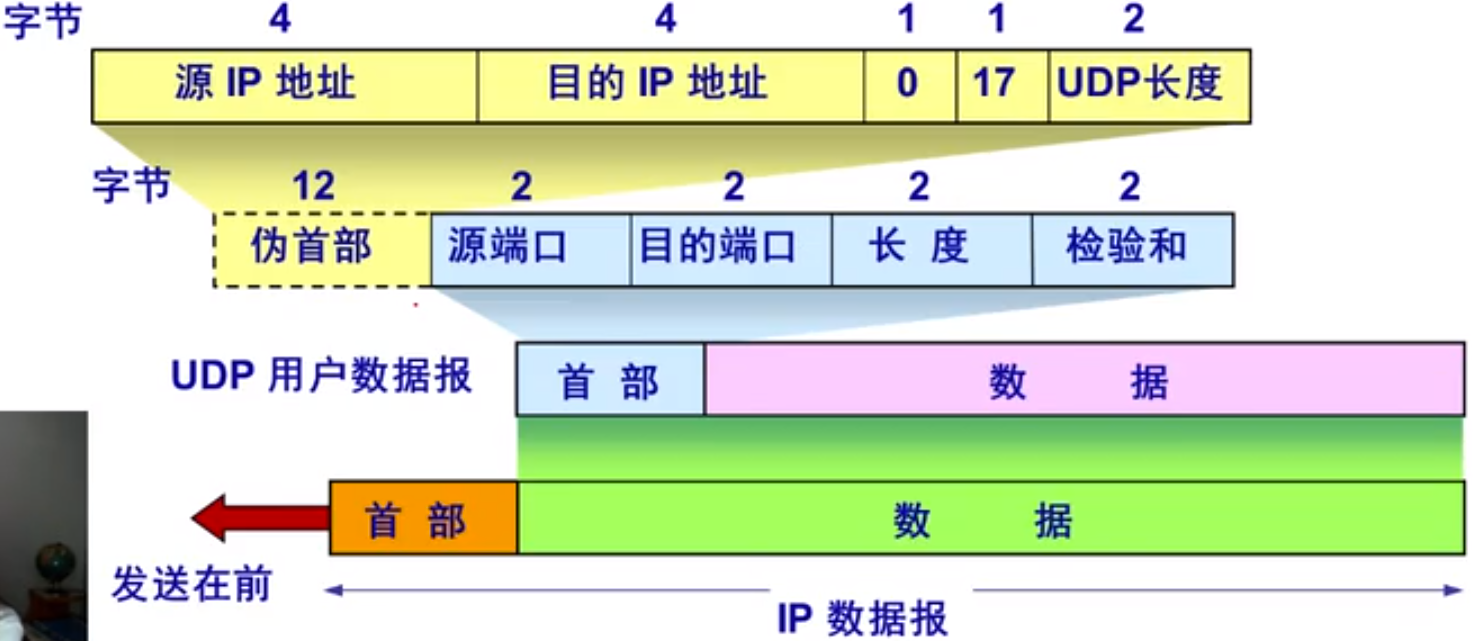 字节 4 4 1 1 2
源 IP 地址 目的 IP 地址 0 17 UDP长度
字节 12 2 2 2 2
伪首部 源端口 目的端口 长 度 检验和
UDP 用户数据报 首 部 数 据
首 部 数 据
发送在前
IP 数据报